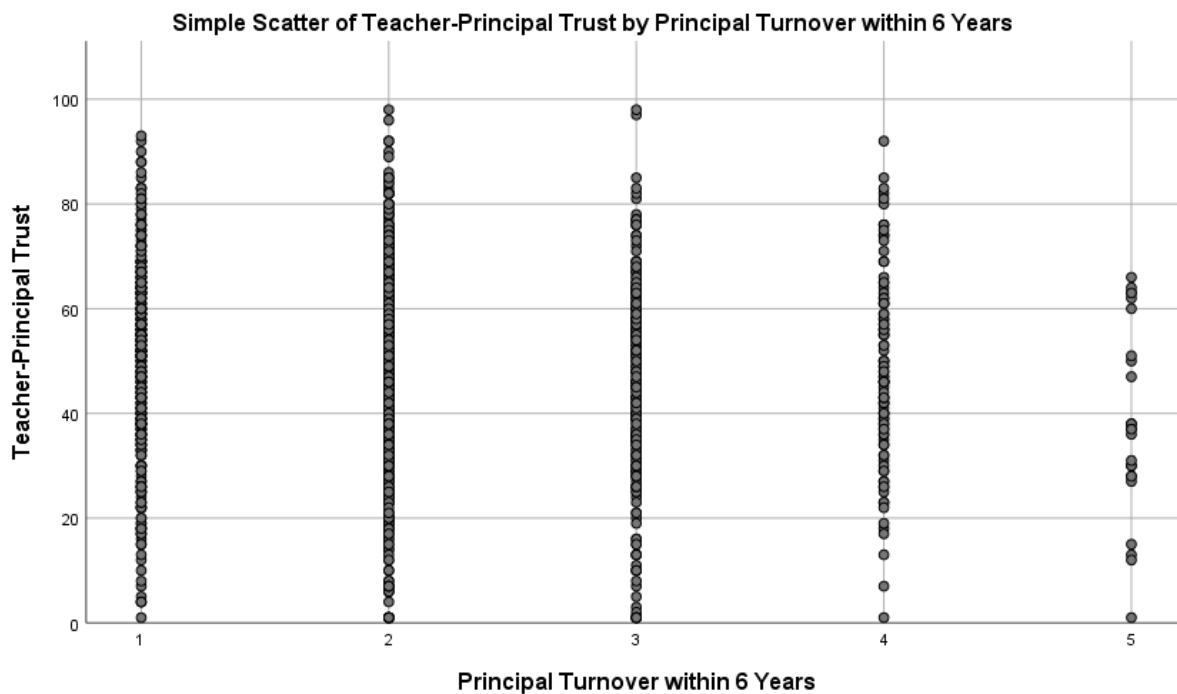 Simple Scatter of Teacher-Principal Trust by Principal Turnover within 6 Years
Teacher-Principal Trust
100
80
60
40
20
0
1 2 3 4 5
Principal Turnover within 6 Years